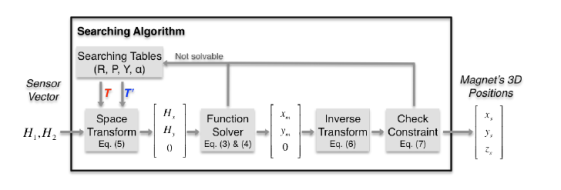 Searching Algorithm
Searching Tables
(R, P, Y, α)
Not solvable
Sensor
Vector
T T'
Magnet's 3D
Positions
H₁,H₂
Space
Transform
Eq. (5)
Hₓ
Hᵧ
0
Function
Solver
Eq. (3) & (4)
xₘ
yₘ
0
Inverse
Transform
Eq. (6)
Check
Constraint
Eq. (7)
xₛ
yₛ
zₛ